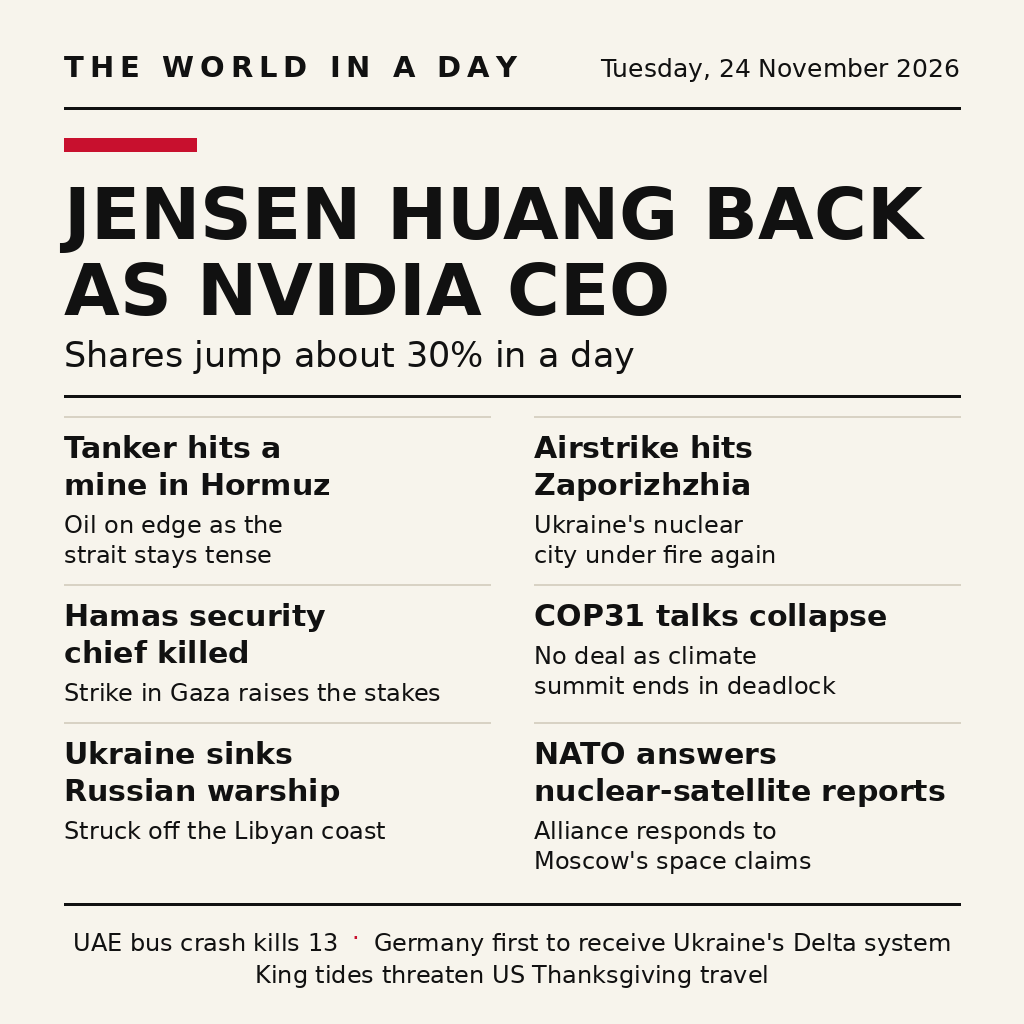 THE WORLD IN A DAY
Tuesday, 24 November 2026
JENSEN HUANG BACK
AS NVIDIA CEO
Shares jump about 30% in a day
Tanker hits a
mine in Hormuz
Oil on edge as the
strait stays tense
Airstrike hits
Zaporizhzhia
Ukraine's nuclear
city under fire again
Hamas security
chief killed
Strike in Gaza raises the stakes
COP31 talks collapse
No deal as climate
summit ends in deadlock
Ukraine sinks
Russian warship
Struck off the Libyan coast
NATO answers
nuclear-satellite reports
Alliance responds to
Moscow's space claims
UAE bus crash kills 13 · Germany first to receive Ukraine's Delta system
King tides threaten US Thanksgiving travel